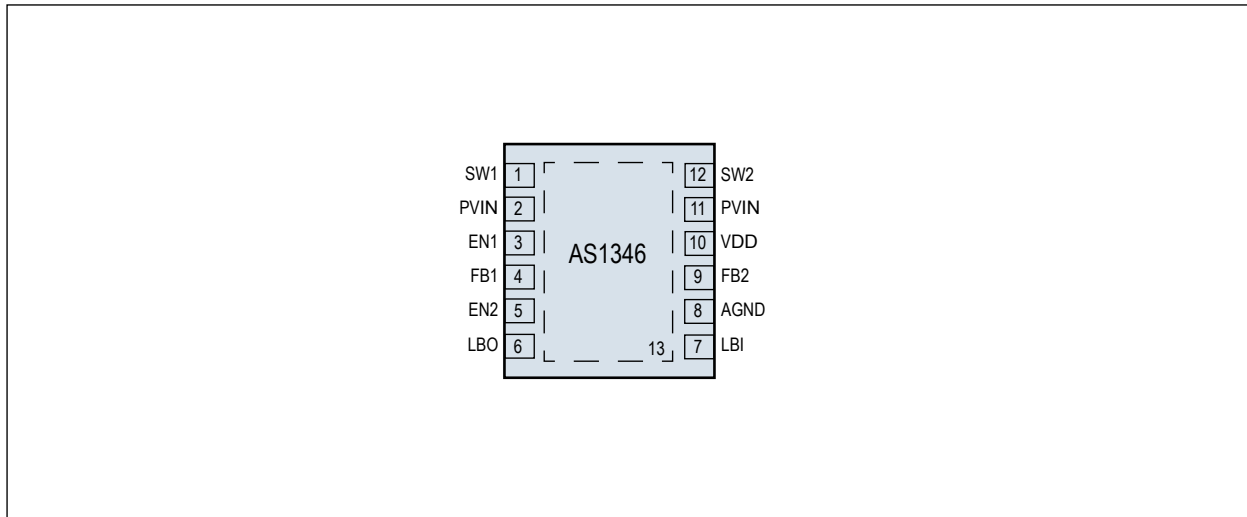 SW1 1 12 SW2
PVIN 2 11 PVIN
EN1 3 10 VDD
AS1346
FB1 4 9 FB2
EN2 5 8 AGND
LBO 6 13 7 LBI